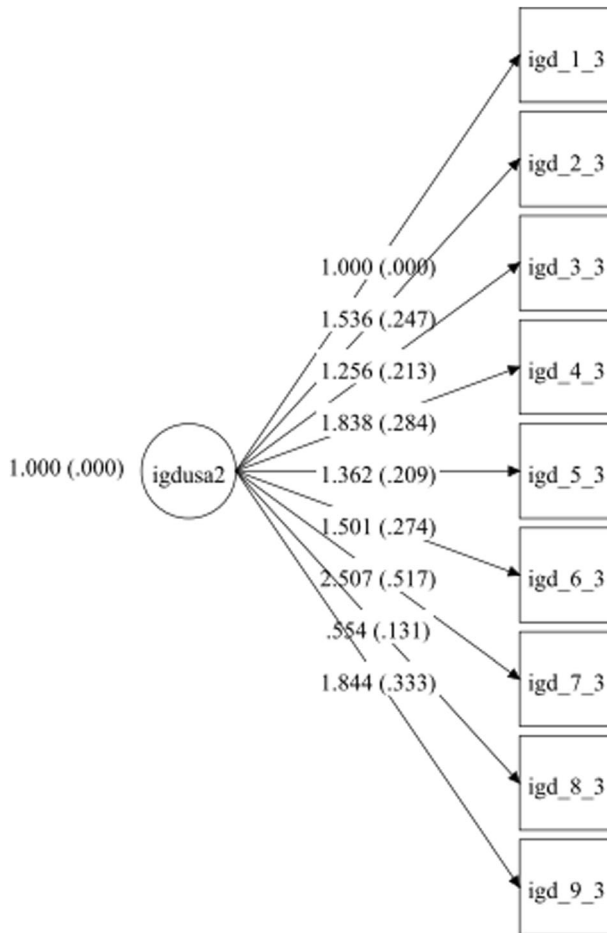 igd_1_3
igd_2_3
igd_3_3
igd_4_3
igd_5_3
igd_6_3
igd_7_3
igd_8_3
igd_9_3
1.000 (.000)
1.536 (.247)
1.256 (.213)
1.838 (.284)
1.362 (.209)
1.501 (.274)
2.507 (.517)
.554 (.131)
1.844 (.333)
1.000 (.000)
igdusa2